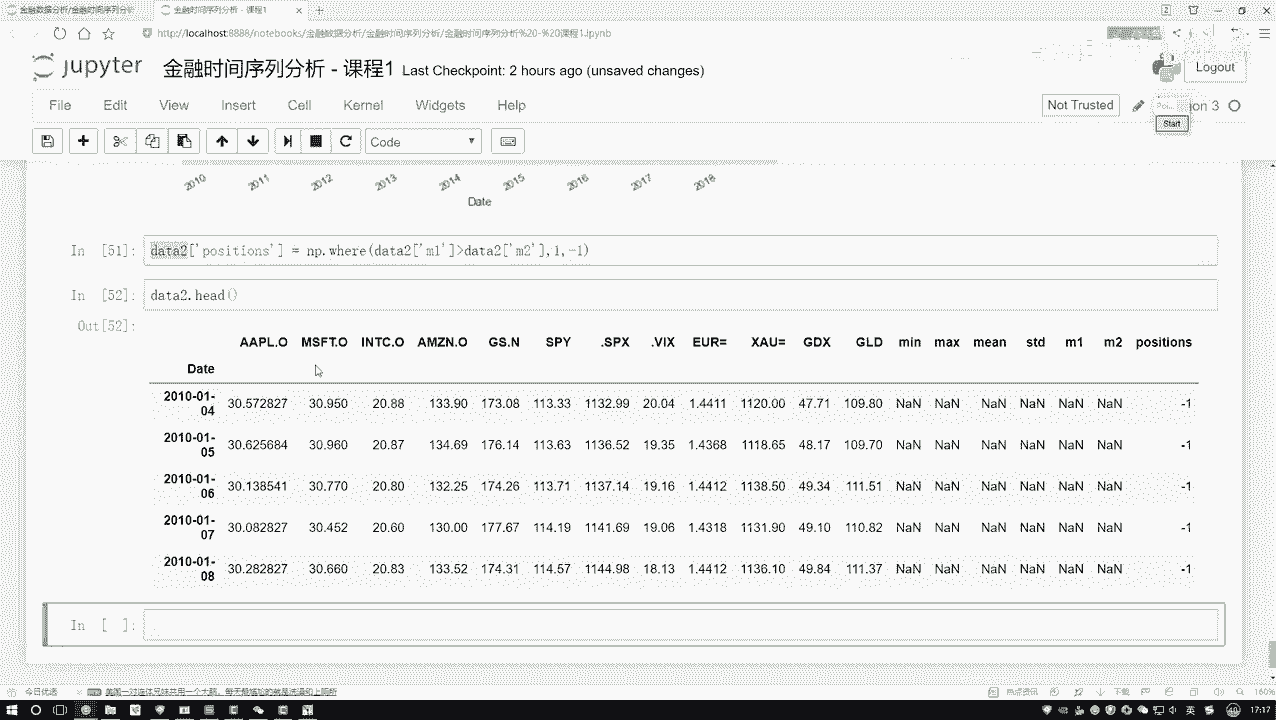 金融数据分析/金融时间序列分析
金融时间序列分析 - 课程1
http://localhost:8888/notebooks/金融数据分析/金融时间序列分析/金融时间序列分析%20-%20课程1.ipynb
jupyter 金融时间序列分析 - 课程1 Last Checkpoint: 2 hours ago (unsaved changes)
Logout
File Edit View Insert Cell Kernel Widgets Help
Not Trusted
on 3
Start
Code
2010 2011 2012 2013 2014 2015 2016 2017 2018
Date
In [51]: data2['positions'] = np.where(data2['m1']>data2['m2'],1,-1)
In [52]: data2.head()
Out[52]:
AAPL.O MSFT.O INTC.O AMZN.O GS.N SPY .SPX .VIX EUR= XAU= GDX GLD min max mean std m1 m2 positions
Date
2010-01-04 30.572827 30.950 20.88 133.90 173.08 113.33 1132.99 20.04 1.4411 1120.00 47.71 109.80 NaN NaN NaN NaN NaN NaN -1
2010-01-05 30.625684 30.960 20.87 134.69 176.14 113.63 1136.52 19.35 1.4368 1118.65 48.17 109.70 NaN NaN NaN NaN NaN NaN -1
2010-01-06 30.138541 30.770 20.80 132.25 174.26 113.71 1137.14 19.16 1.4412 1138.50 49.34 111.51 NaN NaN NaN NaN NaN NaN -1
2010-01-07 30.082827 30.452 20.60 130.00 177.67 114.19 1141.69 19.06 1.4318 1131.90 49.10 110.82 NaN NaN NaN NaN NaN NaN -1
2010-01-08 30.282827 30.660 20.83 133.52 174.31 114.57 1144.98 18.13 1.4412 1136.10 49.84 111.37 NaN NaN NaN NaN NaN NaN -1
In [ ]:
今日优选
热点资讯
下载
160%
英
17:17